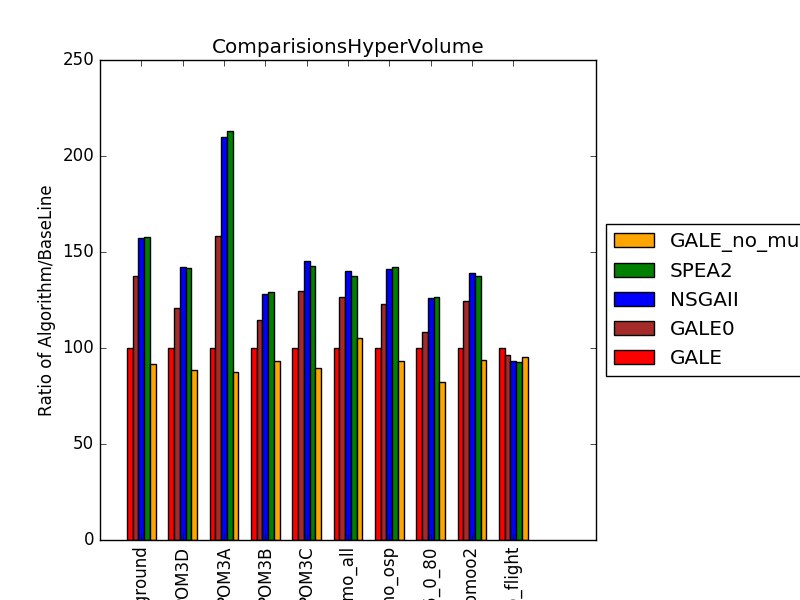 ComparisionsHyperVolume
250
200
150
100
50
0
Ratio of Algorithm/BaseLine
ground
POM3D
POM3A
POM3B
POM3C
mo_all
no_osp
_0_80
omoo2
_flight
GALE_no_mu
SPEA2
NSGAII
GALE0
GALE